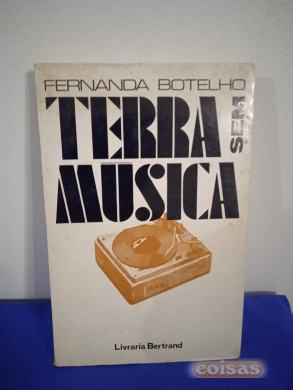 FERNANDA BOTELHO
TERRA
SEM
MÚSICA
Livraria Bertrand
coisas